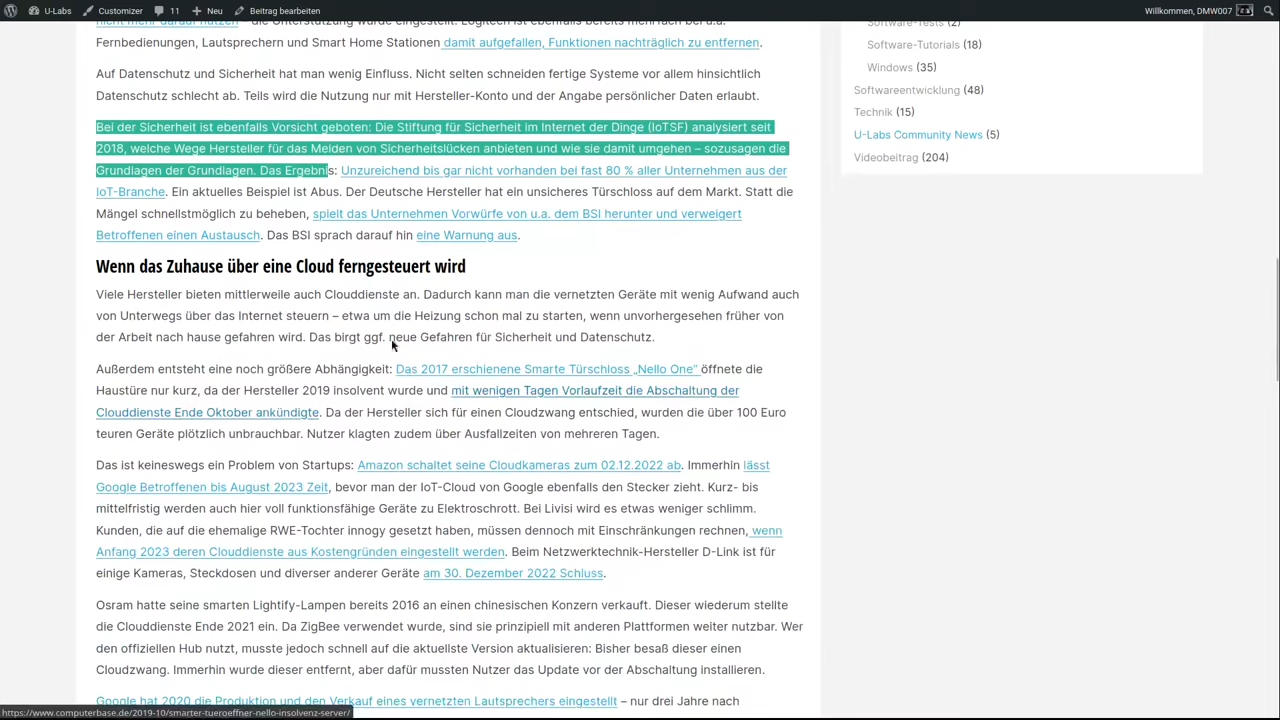 U-Labs Customizer 11 Neu Beitrag bearbeiten Willkommen, DMW007
nicht mehr darauf nutzen – die Unterstützung wurde eingestellt. Logitech ist ebenfalls bereits mehrfach bei u.a.
Fernbedienungen, Lautsprechern und Smart Home Stationen damit aufgefallen, Funktionen nachträglich zu entfernen.
Auf Datenschutz und Sicherheit hat man wenig Einfluss. Nicht selten schneiden fertige Systeme vor allem hinsichtlich
Datenschutz schlecht ab. Teils wird die Nutzung nur mit Hersteller-Konto und der Angabe persönlicher Daten erlaubt.
Bei der Sicherheit ist ebenfalls Vorsicht geboten: Die Stiftung für Sicherheit im Internet der Dinge (IoTSF) analysiert seit
2018, welche Wege Hersteller für das Melden von Sicherheitslücken anbieten und wie sie damit umgehen – sozusagen die
Grundlagen der Grundlagen. Das Ergebnis: Unzureichend bis gar nicht vorhanden bei fast 80 % aller Unternehmen aus der
IoT-Branche. Ein aktuelles Beispiel ist Abus. Der Deutsche Hersteller hat ein unsicheres Türschloss auf dem Markt. Statt die
Mängel schnellstmöglich zu beheben, spielt das Unternehmen Vorwürfe von u.a. dem BSI herunter und verweigert
Betroffenen einen Austausch. Das BSI sprach darauf hin eine Warnung aus.
Wenn das Zuhause über eine Cloud ferngesteuert wird
Viele Hersteller bieten mittlerweile auch Clouddienste an. Dadurch kann man die vernetzten Geräte mit wenig Aufwand auch
von Unterwegs über das Internet steuern – etwa um die Heizung schon mal zu starten, wenn unvorhergesehen früher von
der Arbeit nach hause gefahren wird. Das birgt ggf. neue Gefahren für Sicherheit und Datenschutz.
Außerdem entsteht eine noch größere Abhängigkeit: Das 2017 erschienene Smarte Türschloss „Nello One“ öffnete die
Haustüre nur kurz, da der Hersteller 2019 insolvent wurde und mit wenigen Tagen Vorlaufzeit die Abschaltung der
Clouddienste Ende Oktober ankündigte. Da der Hersteller sich für einen Cloudzwang entschied, wurden die über 100 Euro
teuren Geräte plötzlich unbrauchbar. Nutzer klagten zudem über Ausfallzeiten von mehreren Tagen.
Das ist keineswegs ein Problem von Startups: Amazon schaltet seine Cloudkameras zum 02.12.2022 ab. Immerhin lässt
Google Betroffenen bis August 2023 Zeit, bevor man der IoT-Cloud von Google ebenfalls den Stecker zieht. Kurz- bis
mittelfristig werden auch hier voll funktionsfähige Geräte zu Elektroschrott. Bei Livisi wird es etwas weniger schlimm.
Kunden, die auf die ehemalige RWE-Tochter innogy gesetzt haben, müssen dennoch mit Einschränkungen rechnen, wenn
Anfang 2023 deren Clouddienste aus Kostengründen eingestellt werden. Beim Netzwerktechnik-Hersteller D-Link ist für
einige Kameras, Steckdosen und diverser anderer Geräte am 30. Dezember 2022 Schluss.
Osram hatte seine smarten Lightify-Lampen bereits 2016 an einen chinesischen Konzern verkauft. Dieser wiederum stellte
die Clouddienste Ende 2021 ein. Da ZigBee verwendet wurde, sind sie prinzipiell mit anderen Plattformen weiter nutzbar. Wer
den offiziellen Hub nutzt, musste jedoch schnell auf die aktuellste Version aktualisieren: Bisher besaß dieser einen
Cloudzwang. Immerhin wurde dieser entfernt, aber dafür mussten Nutzer das Update vor der Abschaltung installieren.
Google hat 2020 die Produktion und den Verkauf eines vernetzten Lautsprechers eingestellt – nur drei Jahre nach
https://www.computerbase.de/2019-10/smarter-tueroeffner-nello-insolvenz-server/
Software-Tests (2)
Software-Tutorials (18)
Windows (35)
Softwareentwicklung (48)
Technik (15)
U-Labs Community News (5)
Videobeitrag (204)